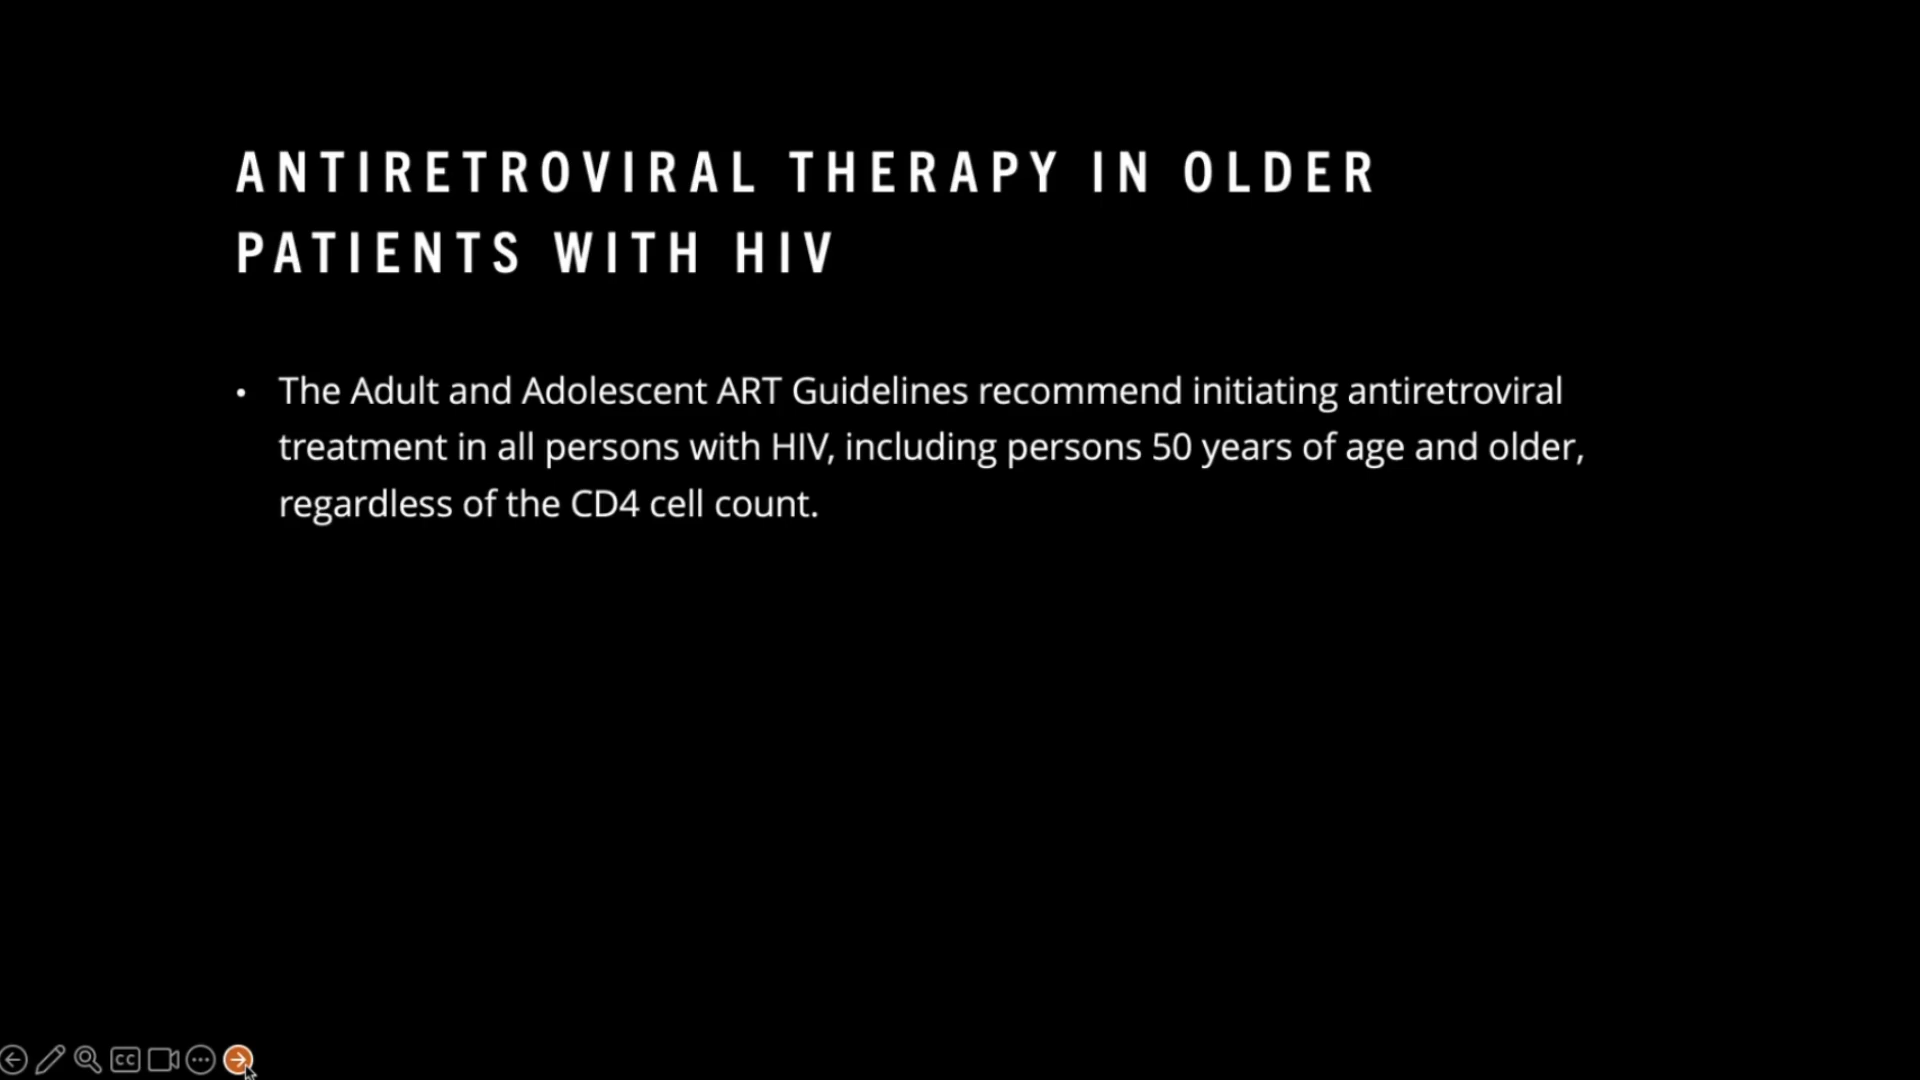 ANTIRETROVIRAL THERAPY IN OLDER
PATIENTS WITH HIV
• The Adult and Adolescent ART Guidelines recommend initiating antiretroviral
treatment in all persons with HIV, including persons 50 years of age and older,
regardless of the CD4 cell count.
CC